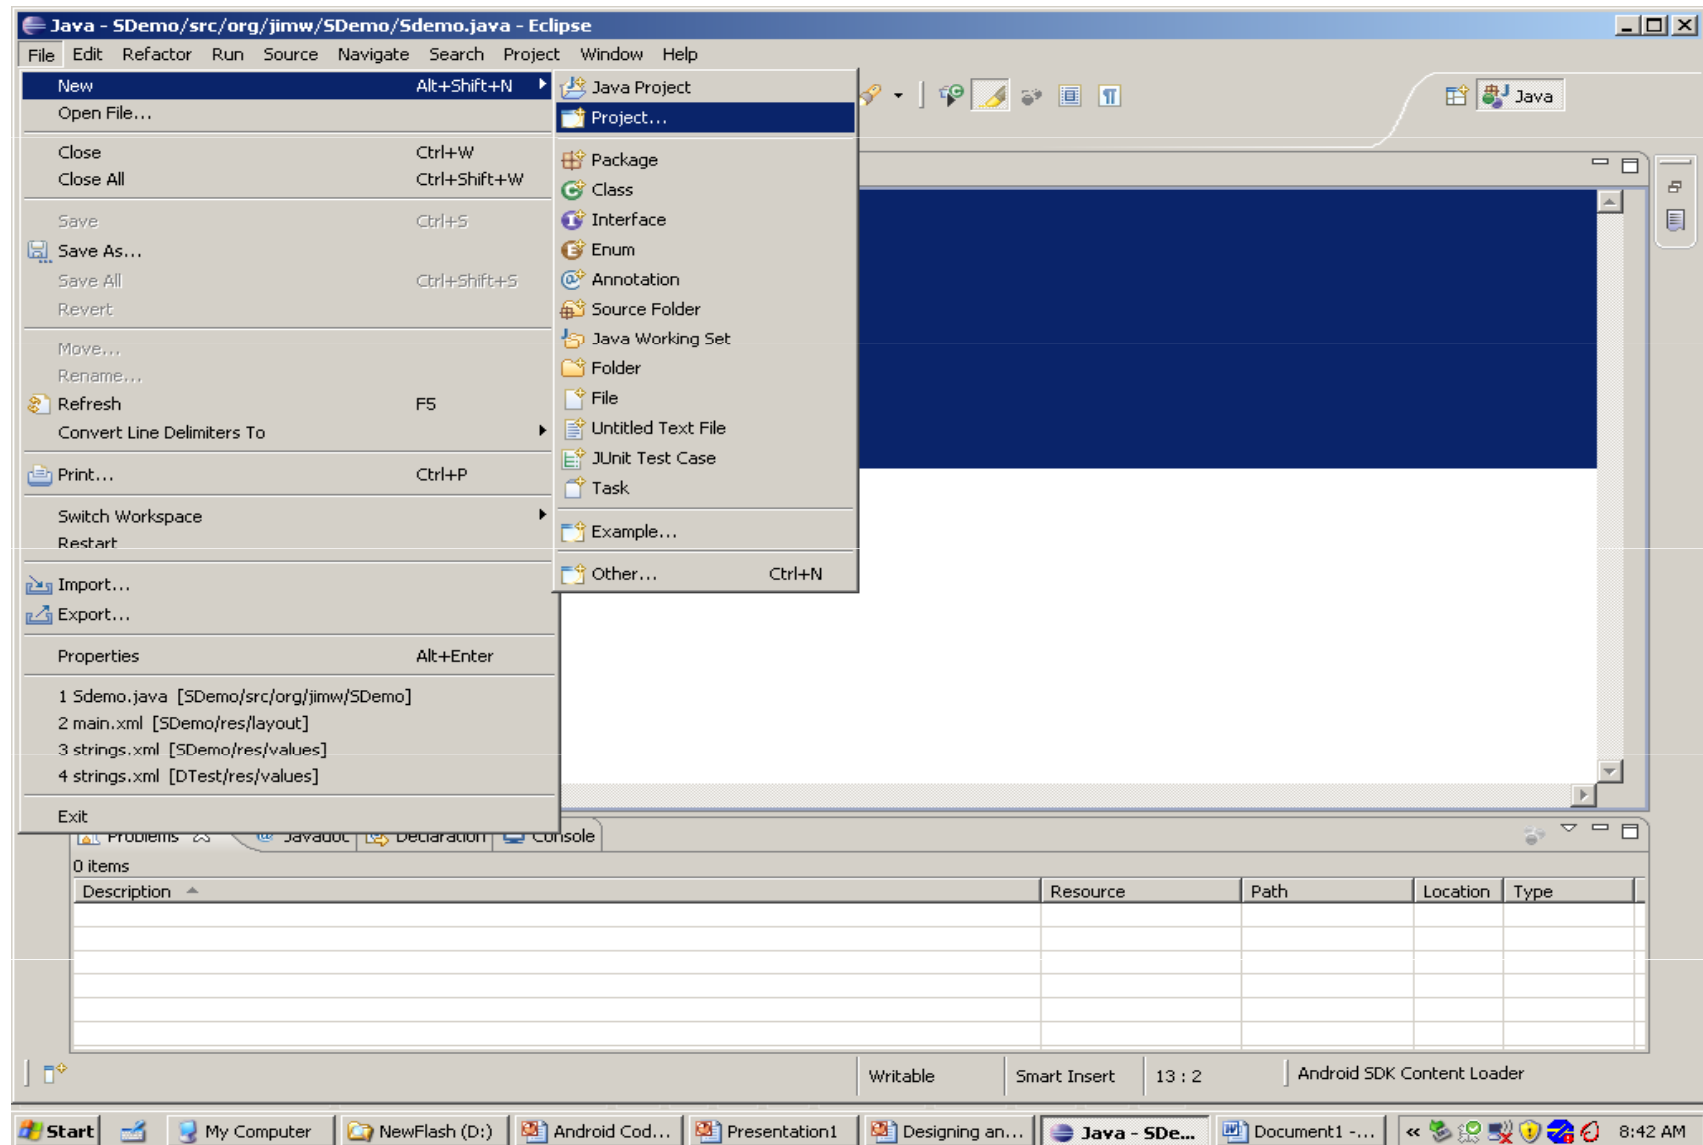 Java - SDemo/src/org/jimw/SDemo/Sdemo.java - Eclipse
File Edit Refactor Run Source Navigate Search Project Window Help
New Alt+Shift+N
Open File...
Close Ctrl+W
Close All Ctrl+Shift+W
Save Ctrl+S
Save As...
Save All Ctrl+Shift+S
Revert
Move...
Rename...
Refresh F5
Convert Line Delimiters To
Print... Ctrl+P
Switch Workspace
Restart
Import...
Export...
Properties Alt+Enter
1 Sdemo.java [SDemo/src/org/jimw/SDemo]
2 main.xml [SDemo/res/layout]
3 strings.xml [SDemo/res/values]
4 strings.xml [DTest/res/values]
Exit
Java Project
Project...
Package
Class
Interface
Enum
Annotation
Source Folder
Java Working Set
Folder
File
Untitled Text File
JUnit Test Case
Task
Example...
Other... Ctrl+N
Java
Problems Javadoc Declaration Console
0 items
Description Resource Path Location Type
Writable Smart Insert 13 : 2 Android SDK Content Loader
Start My Computer NewFlash (D:) Android Cod... Presentation1 Designing an... Java - SDe... Document1 -... « 8:42 AM